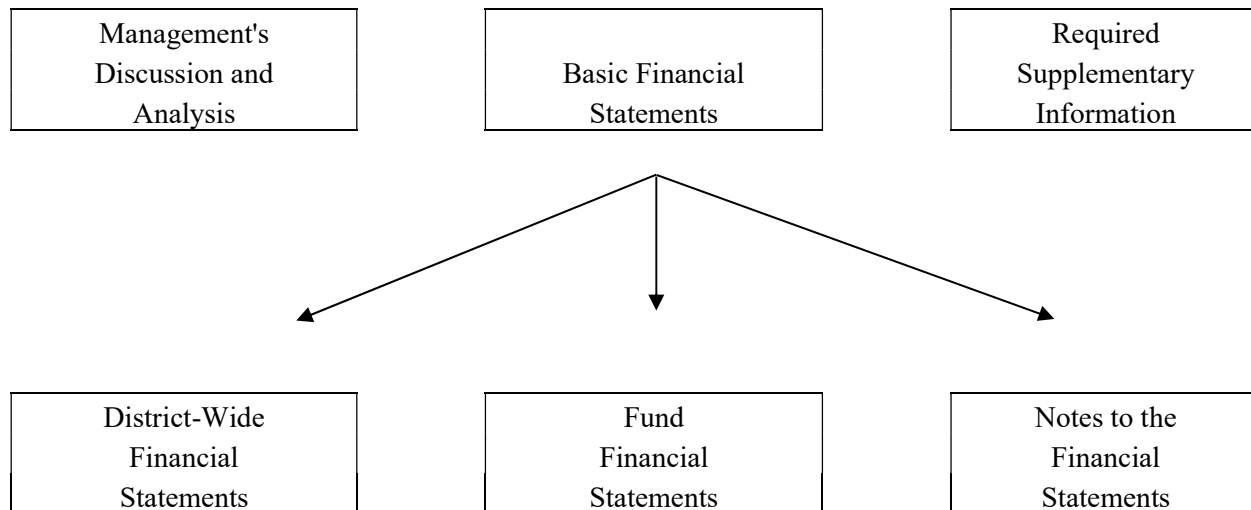 Management's
Discussion and
Analysis
Basic Financial
Statements
Required
Supplementary
Information
District-Wide
Financial
Statements
Fund
Financial
Statements
Notes to the
Financial
Statements